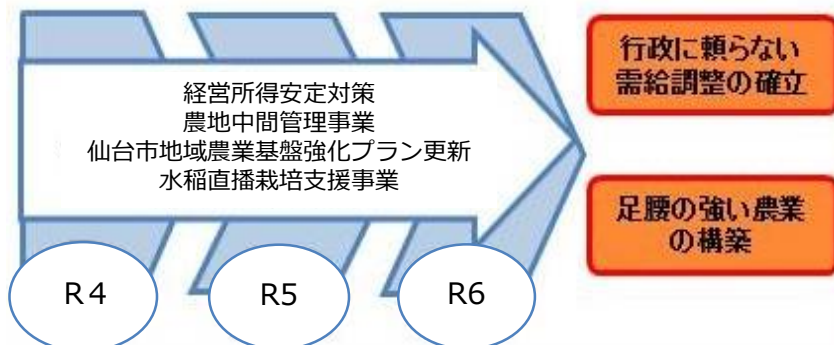 経営所得安定対策
農地中間管理事業
仙台市地域農業基盤強化プラン更新
水稲直播栽培支援事業
R４
R5
R6
行政に頼らない
需給調整の確立
足腰の強い農業
の構築